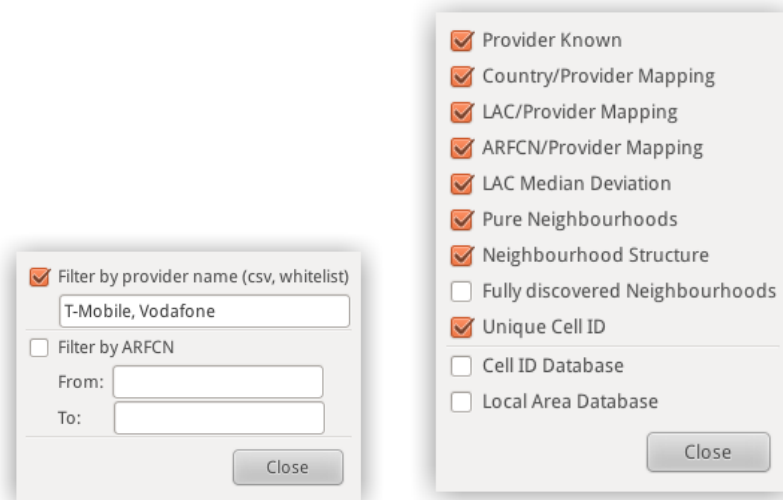 Filter by provider name (csv, whitelist)
T-Mobile, Vodafone
Filter by ARFCN
From:
To:
Close
Provider Known
Country/Provider Mapping
LAC/Provider Mapping
ARFCN/Provider Mapping
LAC Median Deviation
Pure Neighbourhoods
Neighbourhood Structure
Fully discovered Neighbourhoods
Unique Cell ID
Cell ID Database
Local Area Database
Close